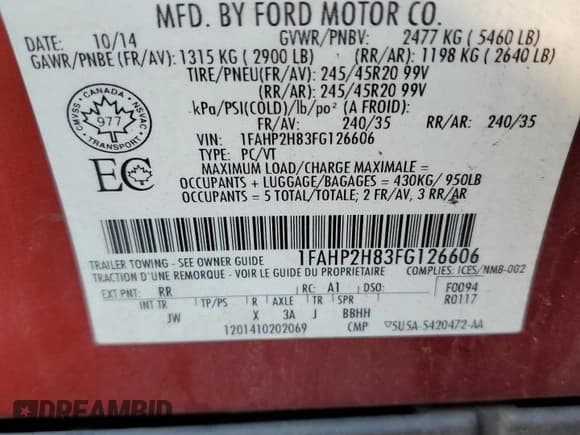 MFD. BY FORD MOTOR CO.
DATE: 10/14 GVWR/PNBV: 2477 KG ( 5460 LB)
GAWR/PNBE (FR/AV): 1315 KG ( 2900 LB) (RR/AR): 1198 KG ( 2640 LB)
TIRE/PNEU(FR/AV): 245/45R20 99V
(RR/AR): 245/45R20 99V
kPa/PSI(COLD)/lb/po² (A FROID):
FR/AV: 240/35 RR/AR: 240/35
CMVSS · CANADA · NSVAC
977
TRANSPORT
VIN: 1FAHP2H83FG126606
TYPE: PC/VT
MAXIMUM LOAD/CHARGE MAXIMALE =
OCCUPANTS + LUGGAGE/BAGAGES = 430KG/ 950LB
OCCUPANTS = 5 TOTAL/TOTALE; 2 FR/AV, 3 RR/AR
EC
1FAHP2H83FG126606
TRAILER TOWING - SEE OWNER GUIDE COMPLIES: ICES/NMB-002
TRACTION D'UNE REMORQUE - VOIR LE GUIDE DU PROPRIETAIRE
EXT PNT: RR RC: A1 DSO: F0094
INT TR TP/PS R AXLE TR SPR R0117
JW X 3A J BBHH
1201410202069 CMP 5U5A-5420472-AA
DREAMBID